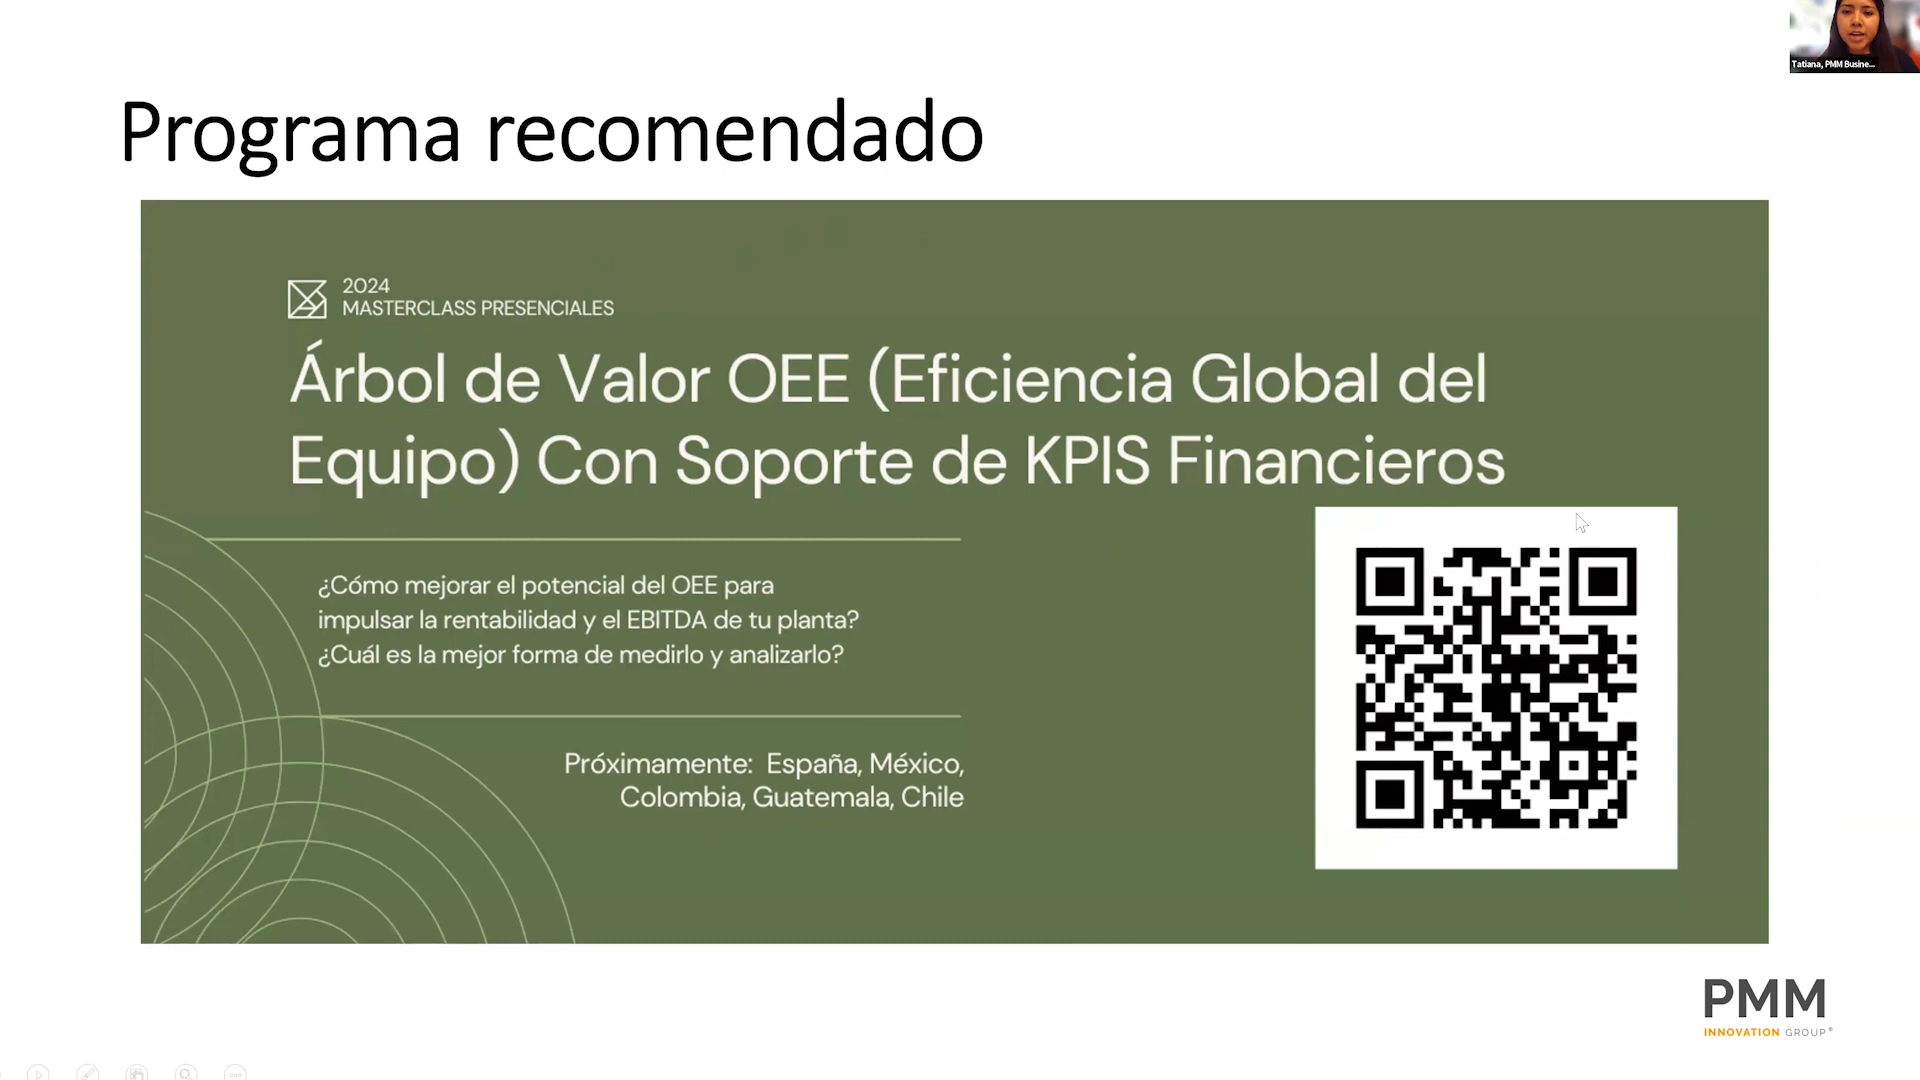 Tatiana, PMM Busine...
Programa recomendado
2024
MASTERCLASS PRESENCIALES
Árbol de Valor OEE (Eficiencia Global del
Equipo) Con Soporte de KPIS Financieros
¿Cómo mejorar el potencial del OEE para
impulsar la rentabilidad y el EBITDA de tu planta?
¿Cuál es la mejor forma de medirlo y analizarlo?
Próximamente:  España, México,
Colombia, Guatemala, Chile
PMM
INNOVATION GROUP®